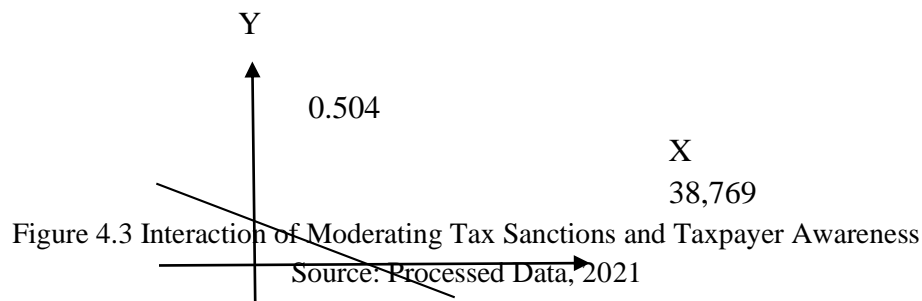 Y
0.504
X
38,769
Figure 4.3 Interaction of Moderating Tax Sanctions and Taxpayer Awareness
Source: Processed Data, 2021